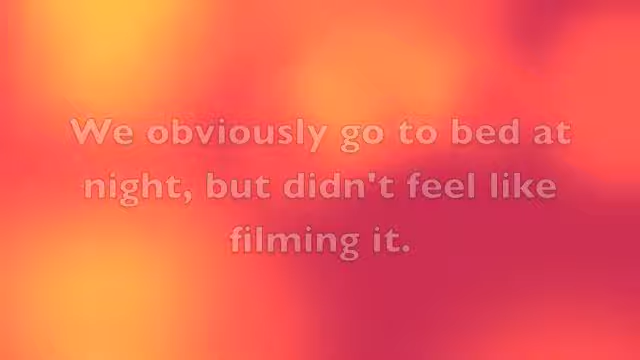 We obviously go to bed at
night, but didn't feel like
filming it.